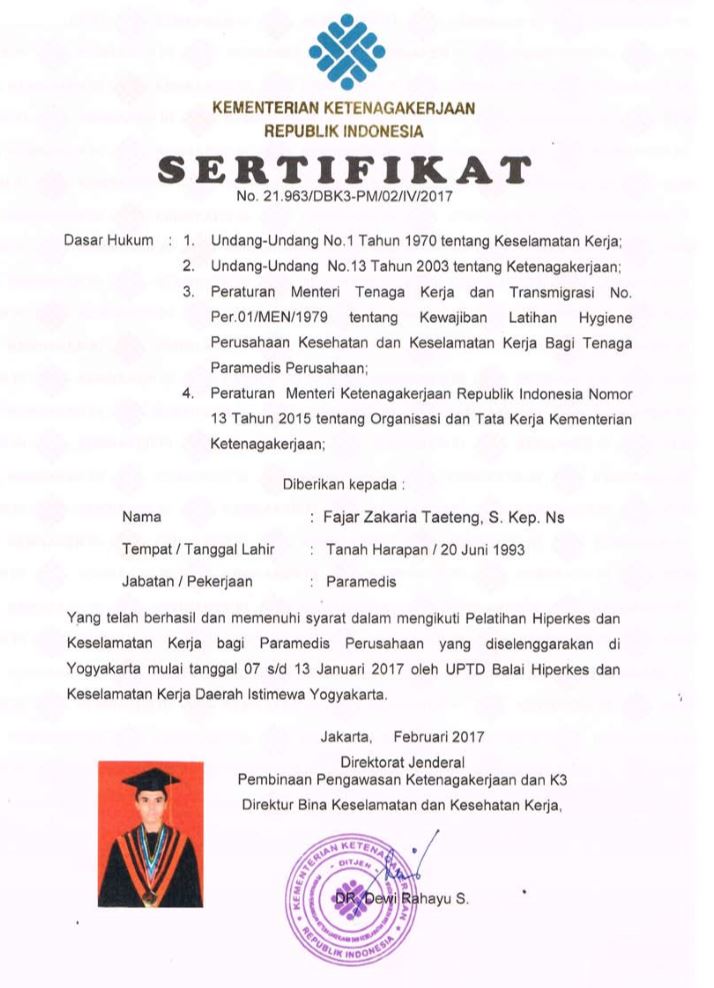 KEMENTERIAN KETENAGAKERJAAN
REPUBLIK INDONESIA
SERTIFIKAT
No. 21.963/DBK3-PM/02/IV/2017
Dasar Hukum : 1. Undang-Undang No.1 Tahun 1970 tentang Keselamatan Kerja;
2. Undang-Undang No.13 Tahun 2003 tentang Ketenagakerjaan;
3. Peraturan Menteri Tenaga Kerja dan Transmigrasi No.
Per.01/MEN/1979 tentang Kewajiban Latihan Hygiene
Perusahaan Kesehatan dan Keselamatan Kerja Bagi Tenaga
Paramedis Perusahaan;
4. Peraturan Menteri Ketenagakerjaan Republik Indonesia Nomor
13 Tahun 2015 tentang Organisasi dan Tata Kerja Kementerian
Ketenagakerjaan;
Diberikan kepada :
Nama : Fajar Zakaria Taeteng, S. Kep. Ns
Tempat / Tanggal Lahir : Tanah Harapan / 20 Juni 1993
Jabatan / Pekerjaan : Paramedis
Yang telah berhasil dan memenuhi syarat dalam mengikuti Pelatihan Hiperkes dan
Keselamatan Kerja bagi Paramedis Perusahaan yang diselenggarakan di
Yogyakarta mulai tanggal 07 s/d 13 Januari 2017 oleh UPTD Balai Hiperkes dan
Keselamatan Kerja Daerah Istimewa Yogyakarta.
Jakarta, Februari 2017
Direktorat Jenderal
Pembinaan Pengawasan Ketenagakerjaan dan K3
Direktur Bina Keselamatan dan Kesehatan Kerja,
KEMENTERIAN KETENAGAKERJAAN
DITJEN
REPUBLIK INDONESIA
DR. Dewi Rahayu S.